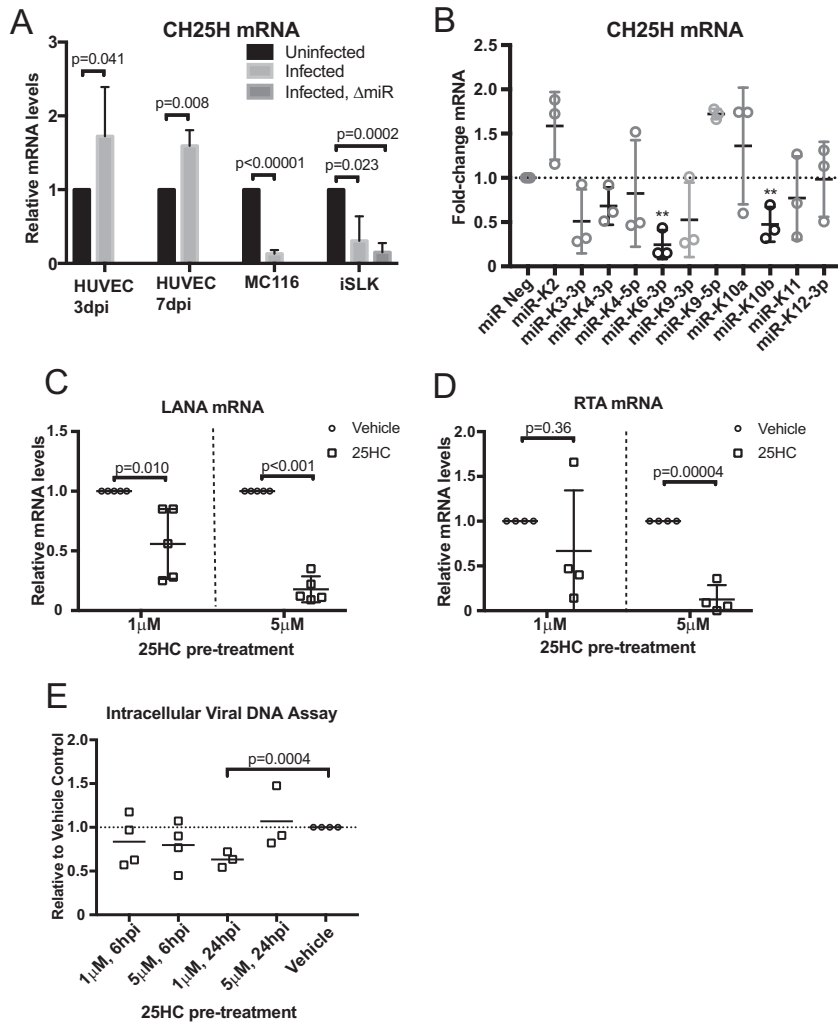 A
CH25H mRNA
Relative mRNA levels
3
2
1
0
Uninfected
Infected
Infected, ΔmiR
p=0.041
p=0.008
p<0.00001
p=0.0002
p=0.023
HUVEC 3dpi
HUVEC 7dpi
MC116
iSLK
B
CH25H mRNA
Fold-change mRNA
2.5
2.0
1.5
1.0
0.5
0
**
**
miR Neg
miR-K2
miR-K3-3p
miR-K4-3p
miR-K4-5p
miR-K6-3p
miR-K9-3p
miR-K9-5p
miR-K10a
miR-K10b
miR-K11
miR-K12-3p
C
LANA mRNA
Relative mRNA levels
1.5
1.0
0.5
0
Vehicle
25HC
p=0.010
p<0.001
1μM
5μM
25HC pre-treatment
D
RTA mRNA
Relative mRNA levels
2.0
1.5
1.0
0.5
0
Vehicle
25HC
p=0.36
p=0.00004
1μM
5μM
25HC pre-treatment
E
Intracellular Viral DNA Assay
Relative to Vehicle Control
2.0
1.5
1.0
0.5
0
p=0.0004
1μM, 6hpi
5μM, 6hpi
1μM, 24hpi
5μM, 24hpi
Vehicle
25HC pre-treatment